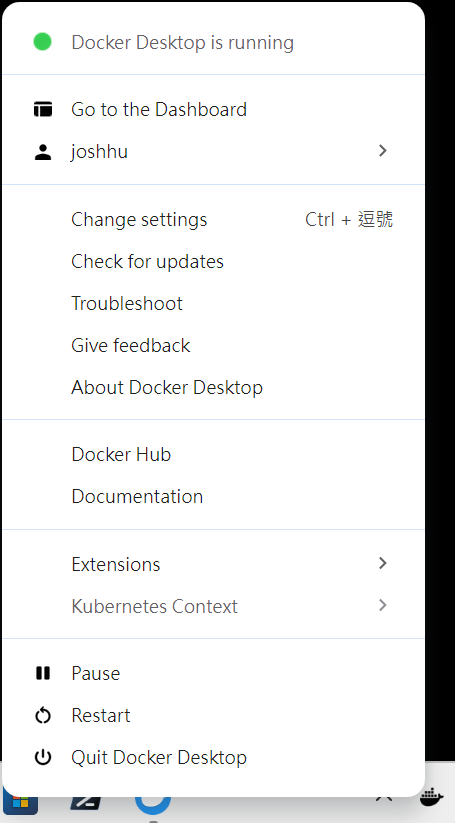 Docker Desktop is running
Go to the Dashboard
joshhu
Change settings Ctrl + 逗號
Check for updates
Troubleshoot
Give feedback
About Docker Desktop
Docker Hub
Documentation
Extensions
Kubernetes Context
Pause
Restart
Quit Docker Desktop